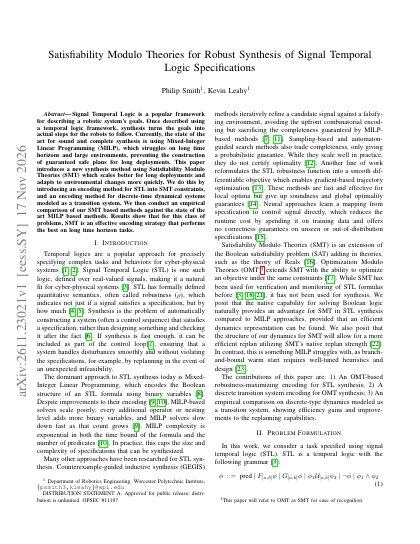 Satisfiability Modulo Theories for Robust Synthesis of Signal Temporal
Logic Specifications
Philip Smith¹, Kevin Leahy¹
arXiv:2611.23021v1 [eess.SY] 17 Nov 2026
Abstract—Signal Temporal Logic is a popular framework
for describing a robotic system's goals. Once described using
a temporal logic framework, synthesis turns the goals into
actual steps for the robots to follow. Currently, the state of the
art for sound and complete synthesis is using Mixed-Integer
Linear Programming (MILP), which does not scale well on
long time horizons and large environments, preventing the construction
of guaranteed safe plans for long deployments. This paper
introduces a new synthesis method using Satisfiability Modulo
Theories (SMT) which scales better for long deployments and
adapts to environmental changes more quickly. We do this by
introducing an encoding method for STL into SMT constraints,
and an encoding method for discrete-time dynamical systems
modeled as a transition system. We then conduct an empirical
comparison of our SMT based methods against the state of the
art MILP based methods. Results show that for this class of
problems, SMT is an effective encoding strategy that performs the
best on long time horizon tasks.
I. INTRODUCTION
Temporal logics are a popular framework for precisely
specifying complex tasks and behaviors for cyber-physical
systems [1, 2]. Signal Temporal Logic (STL) is one such
logic, defined over real-valued signals, making it a natural
fit for cyber-physical systems [3]. STL has formally defined
quantitative semantics, often called robustness (ρ), which
indicates not just if a signal satisfies a specification, but by
how much [4, 5]. Synthesis is the problem of automatically
constructing a system (often a control sequence) that satisfies
a specification, rather than designing something and checking
it after the fact [6]. If synthesis is fast enough, it can be
included as part of the control loop [7], ensuring that a
system handles disturbances smoothly and without violating
the specifications, for example, by replanning in the event of
an unexpected infeasibility.
The dominant approach to STL synthesis today is Mixed-
Integer Linear Programming, which encodes the Boolean
structure of an STL formula using binary variables [8].
Despite improvements to their encoding [9, 10], MILP-based
solvers scale poorly; every additional operator or nesting
level adds more binary variables, and MILP solvers slow
down fast as that count grows [9]. MILP complexity is
exponential in both the time bound of the formula and the
number of predicates [10]. In practice, this caps the size and
complexity of specifications that can be synthesized.
Many other approaches have been researched for STL synthesis.
Counterexample-guided inductive synthesis (CEGIS)
¹ Department of Robotics Engineering, Worcester Polytechnic Institute,
{psmith3,kleahy}@wpi.edu
DISTRIBUTION STATEMENT A. Approved for public release; distribution
is unlimited. OPSEC #11197
methods iteratively refine a candidate signal against a falsifying
environment, avoiding the upfront combinatorial encoding
but sacrificing the completeness guaranteed by MILP-based
methods [7, 11]. Sampling-based and automaton-guided
search methods also trade completeness, only
giving a probabilistic guarantee. While they scale well in practice,
they do not certify optimality [12]. Another line of work
reformulates the STL robustness function into a smooth differentiable
objective which enables gradient-based trajectory
optimization [13]. These methods are fast and effective for
local optima but give up soundness and global optimality
guarantees [14]. Neural approaches learn a mapping from
specification to control signal directly, which reduces the
runtime cost by spending it on training data and offers
no correctness guarantees on unseen or out-of-distribution
specifications [15].
Satisfiability Modulo Theories (SMT) is an extension of the
Boolean satisfiability problem (SAT) adding in theories,
such as the theory of Reals [16]. Optimization Modulo
Theories (OMT)¹ extends SMT with the ability to optimize
an objective under the same constraints [17]. While SMT has
been used for verification and monitoring of STL formulas
before [3, 18–21], it has not been used for synthesis. We
posit that the native capability for solving Boolean logic
naturally provides an advantage for SMT in STL synthesis
compared to MILP approaches, provided that an efficient
dynamics representation can be found. We also posit that
the structure of our dynamics for SMT will allow for a more
efficient replan utilizing SMT's native restart system [22].
In contrast, this is something MILP struggles with, as branch-and-bound
warm start requires well-tuned heuristics and
design [23].
The contributions of this paper are: 1) An OMT-based
robustness-maximizing encoding for STL synthesis; 2) A
discrete transition system encoding for OMT synthesis; 3) An
empirical comparison on discrete-type dynamics modeled as
a transition system, showing efficiency gains and improvements
to the replanning capabilities.
II. PROBLEM FORMULATION
In this work, we consider a task specified using signal
temporal logic (STL). STL is a temporal logic with the
following grammar [3]:
ϕ ::= pred | F[a,b]ϕ | G[a,b]ϕ | ϕ₁U[a,b]ϕ₂ | ¬ϕ | ϕ₁ ∧ ϕ₂
(1)
¹This paper will refer to OMT as SMT for ease of recognition